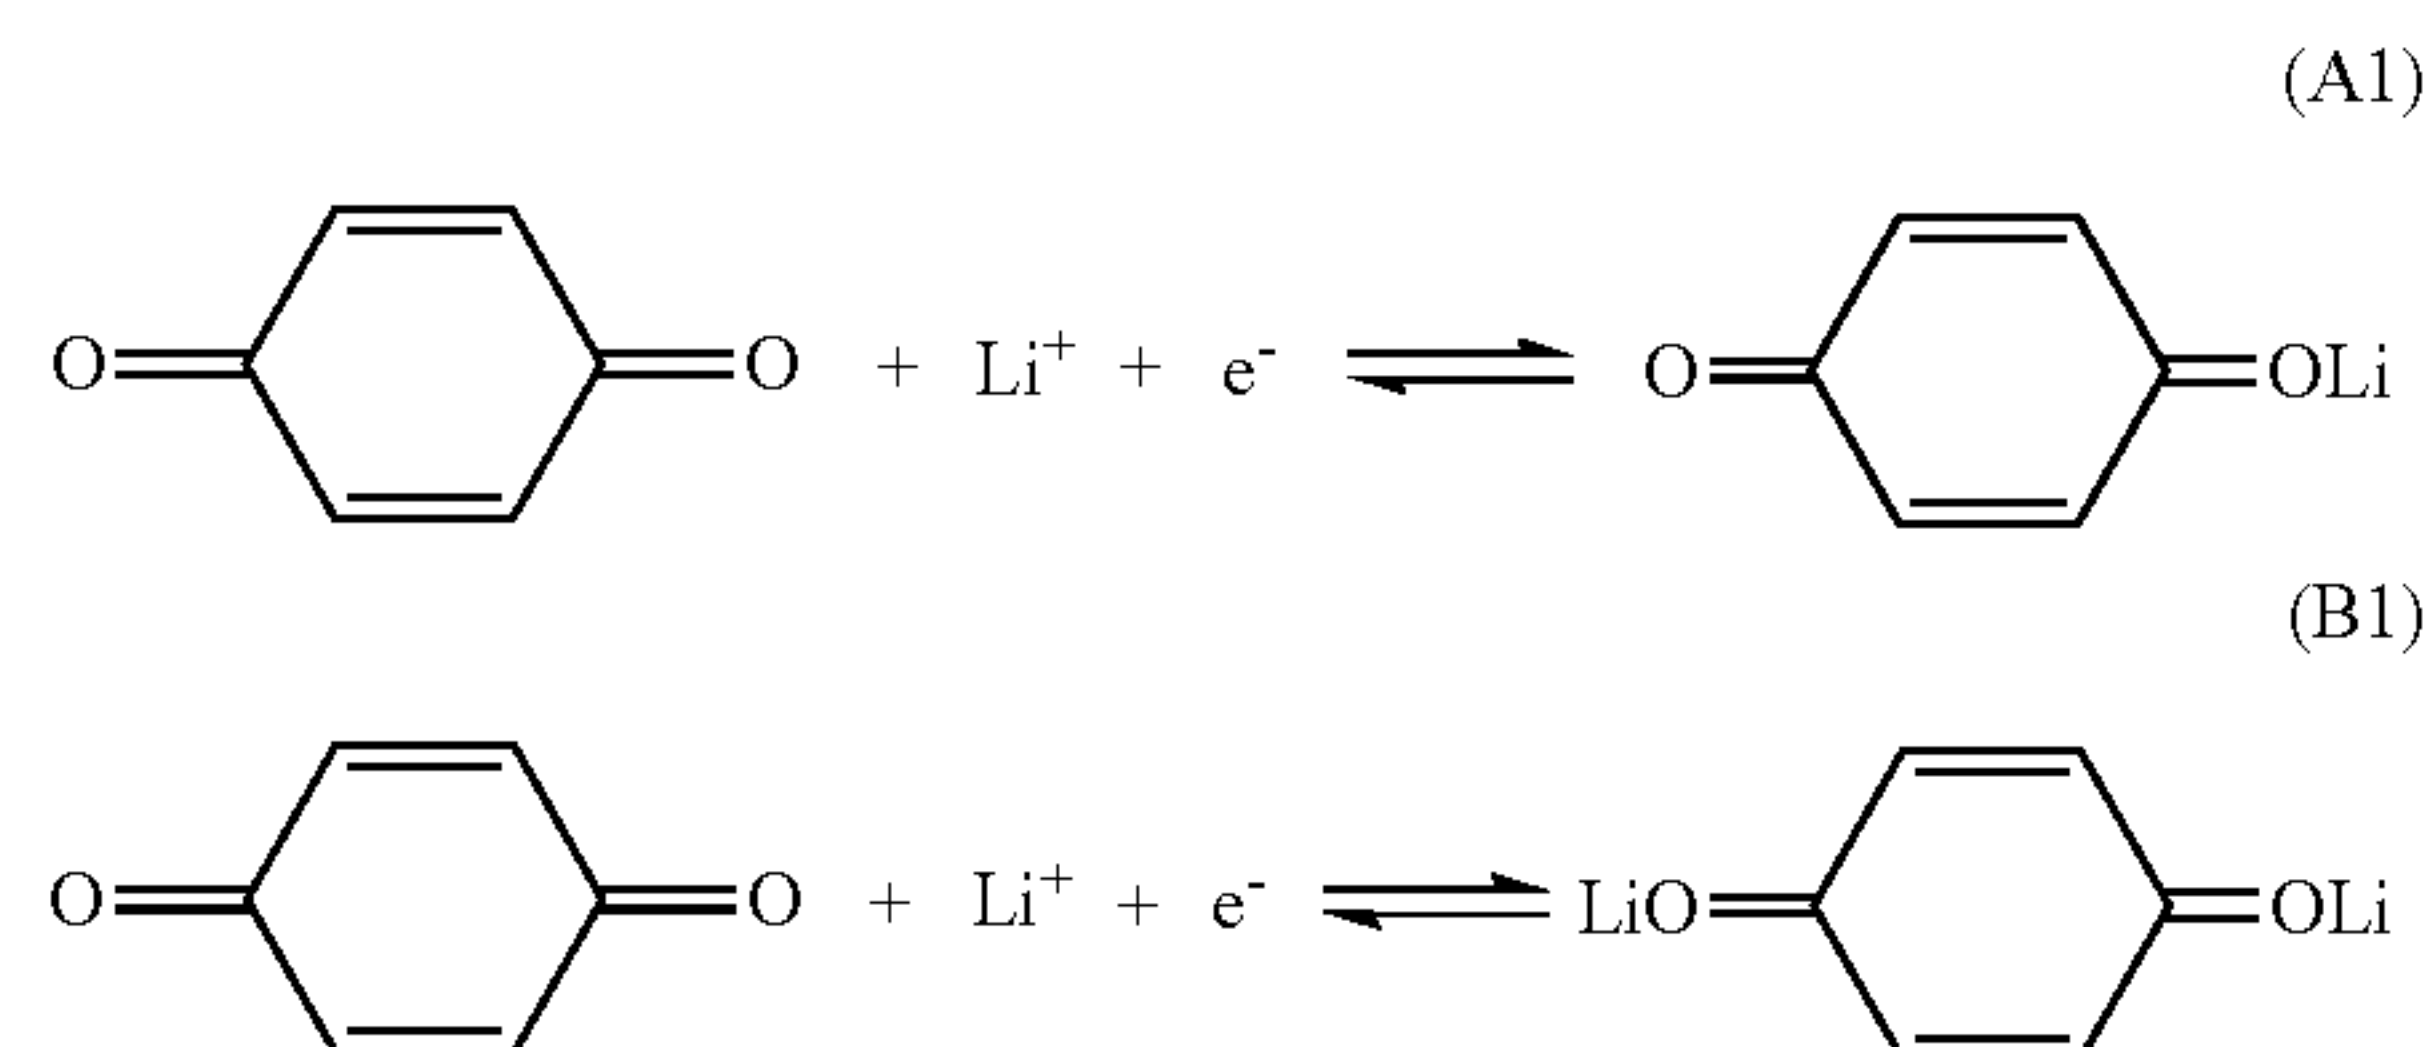 (A1)
O O + Li⁺ + e⁻ O OLi
(B1)
O O + Li⁺ + e⁻ LiO OLi